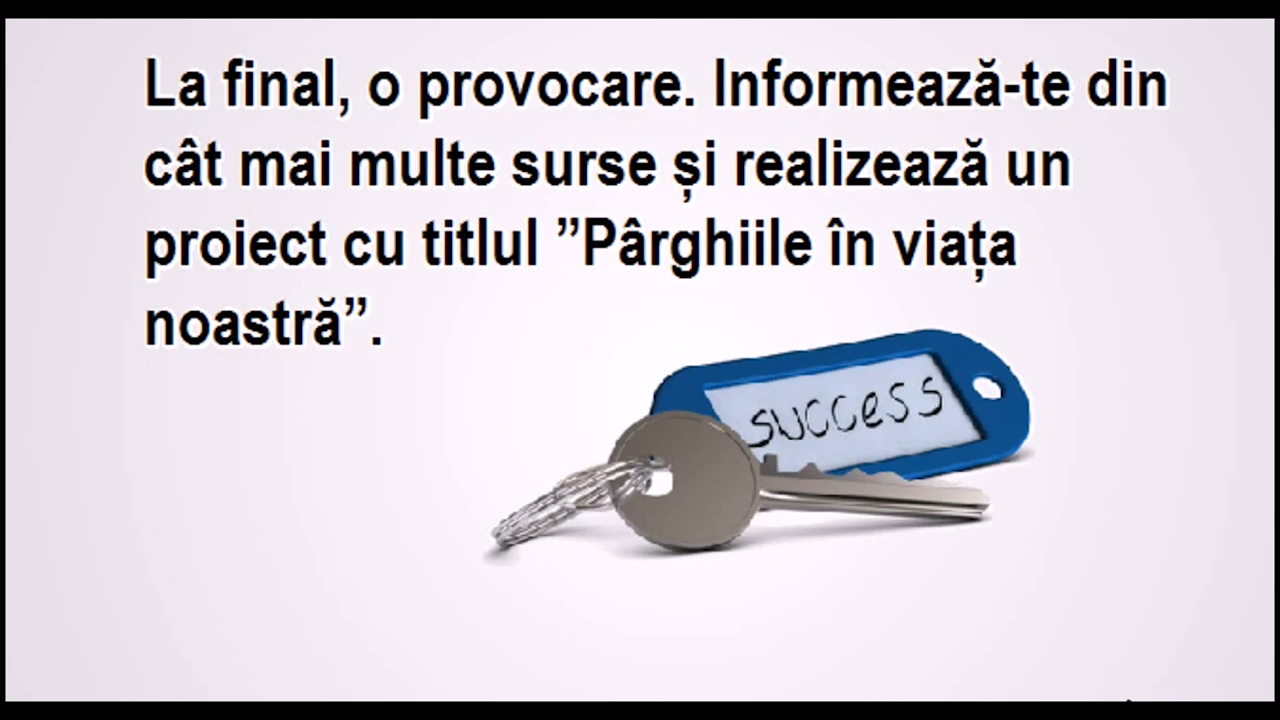 La final, o provocare. Informează-te din
cât mai multe surse și realizează un
proiect cu titlul ”Pârghiile în viața
noastră”.
success